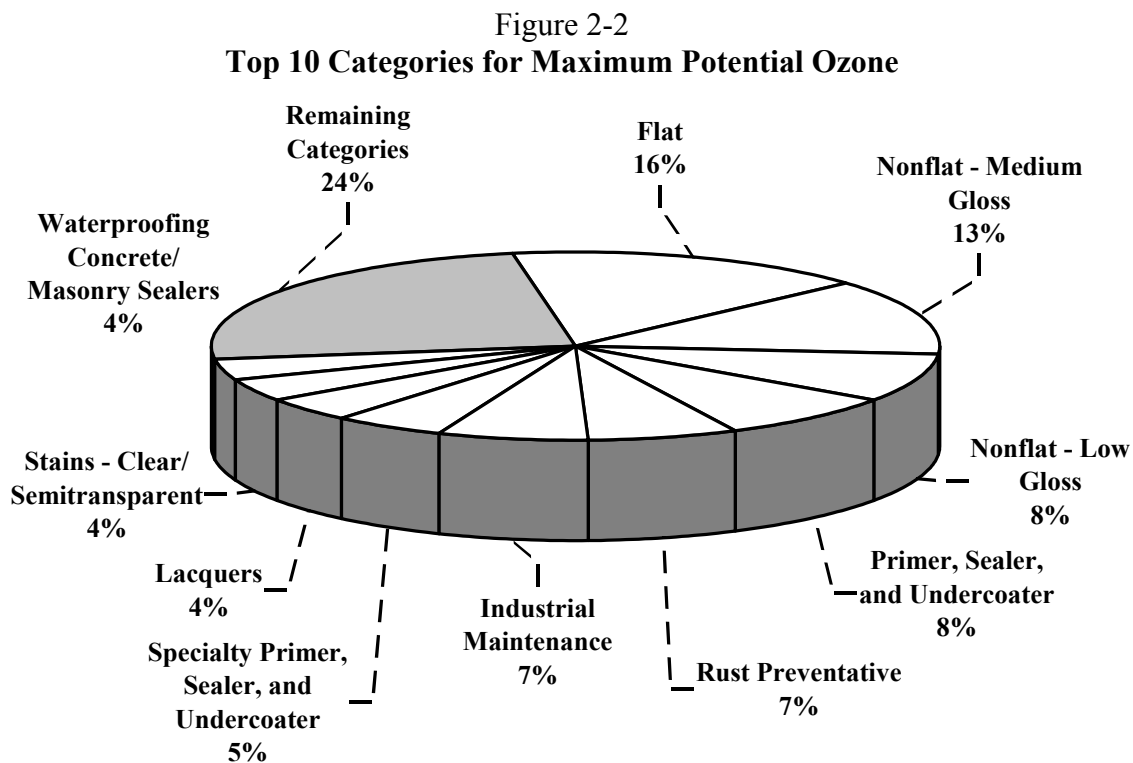 Figure 2-2
Top 10 Categories for Maximum Potential Ozone
Remaining
Categories
24%
Flat
16%
Nonflat - Medium
Gloss
13%
Waterproofing
Concrete/
Masonry Sealers
4%
Nonflat - Low
Gloss
8%
Stains - Clear/
Semitransparent
4%
Primer, Sealer,
and Undercoater
8%
Lacquers
4%
Industrial
Maintenance
7%
Specialty Primer,
Sealer, and
Undercoater
5%
Rust Preventative
7%